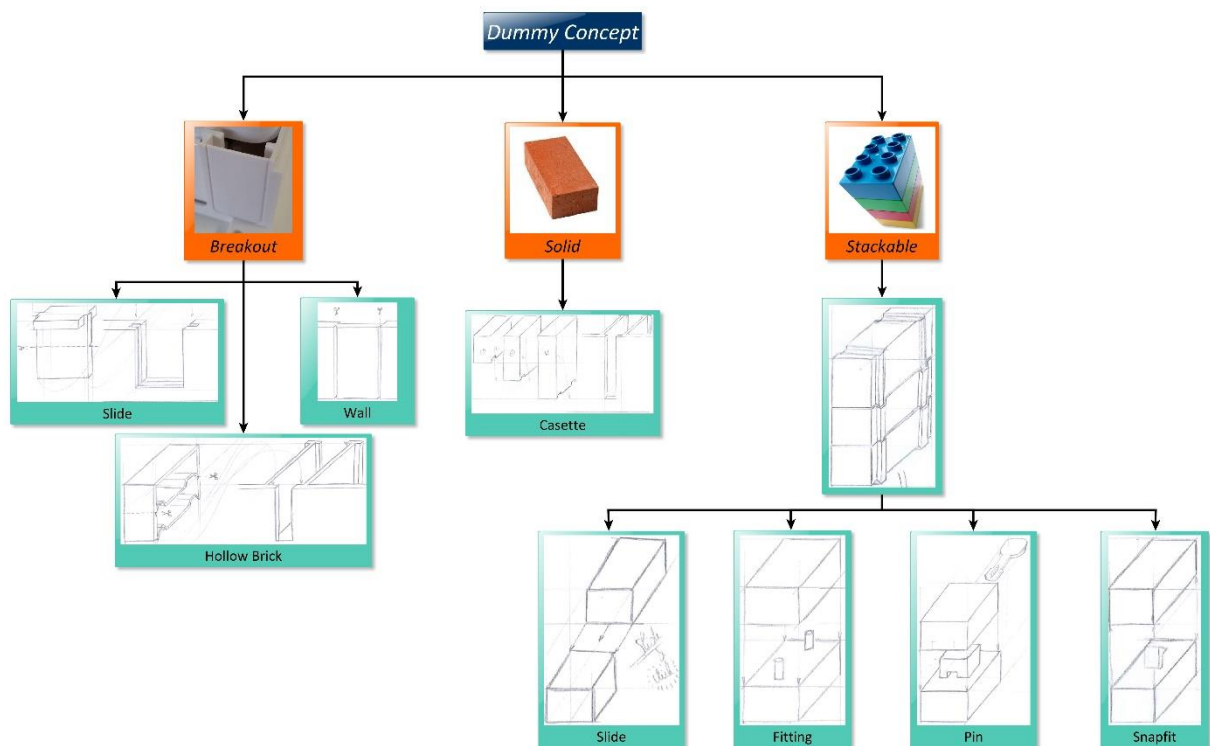 Dummy Concept
Breakout
Solid
Stackable
Slide
Wall
Casette
Hollow Brick
Slide
Fitting
Pin
Snapfit